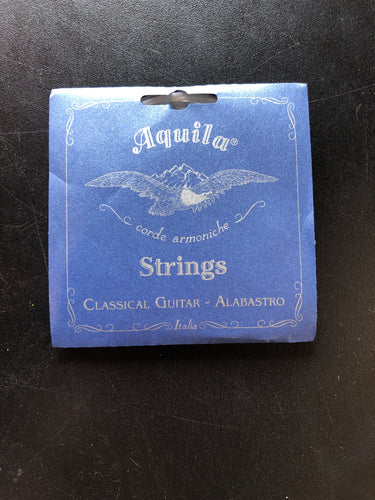 Aquila®
corde armoniche
Strings
CLASSICAL GUITAR - ALABASTRO
Italia